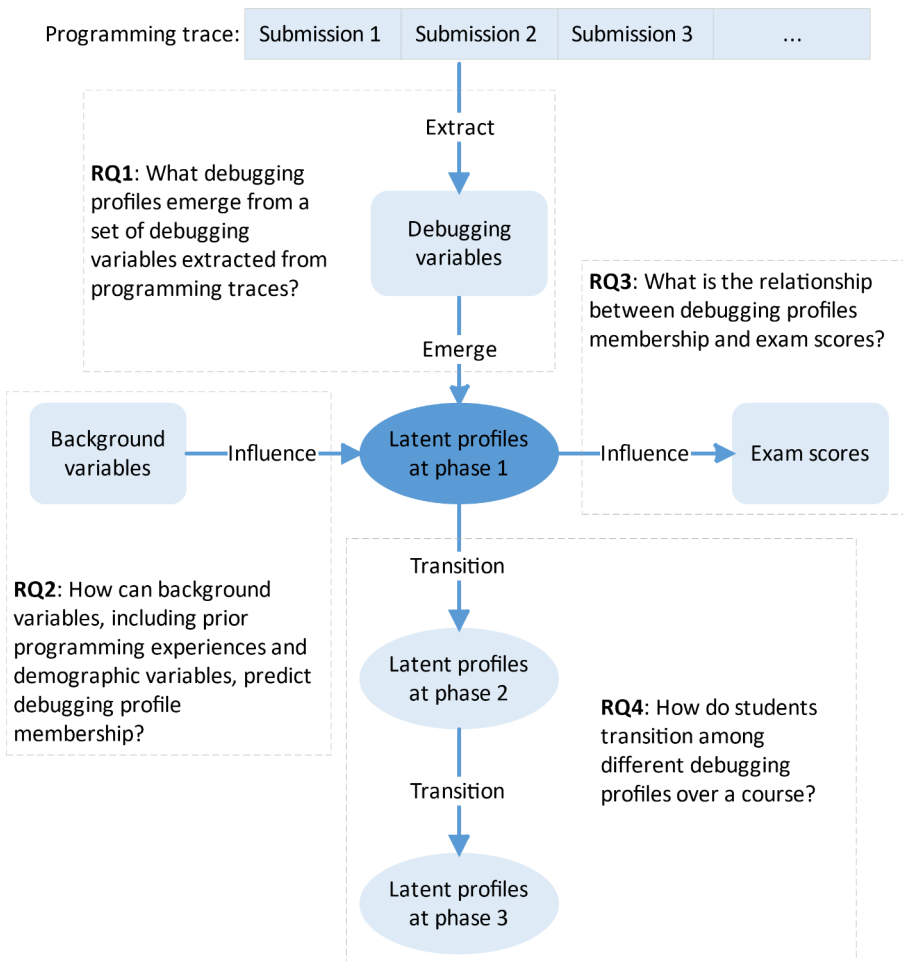 Programming trace: Submission 1 Submission 2 Submission 3 ...
Extract
RQ1: What debugging
profiles emerge from a
set of debugging
variables extracted from
programming traces?
Debugging
variables
Emerge
RQ3: What is the relationship
between debugging profiles
membership and exam scores?
Background
variables
Influence
Latent profiles
at phase 1
Influence
Exam scores
RQ2: How can background
variables, including prior
programming experiences and
demographic variables, predict
debugging profile
membership?
Transition
Latent profiles
at phase 2
RQ4: How do students
transition among
different debugging
profiles over a course?
Transition
Latent profiles
at phase 3